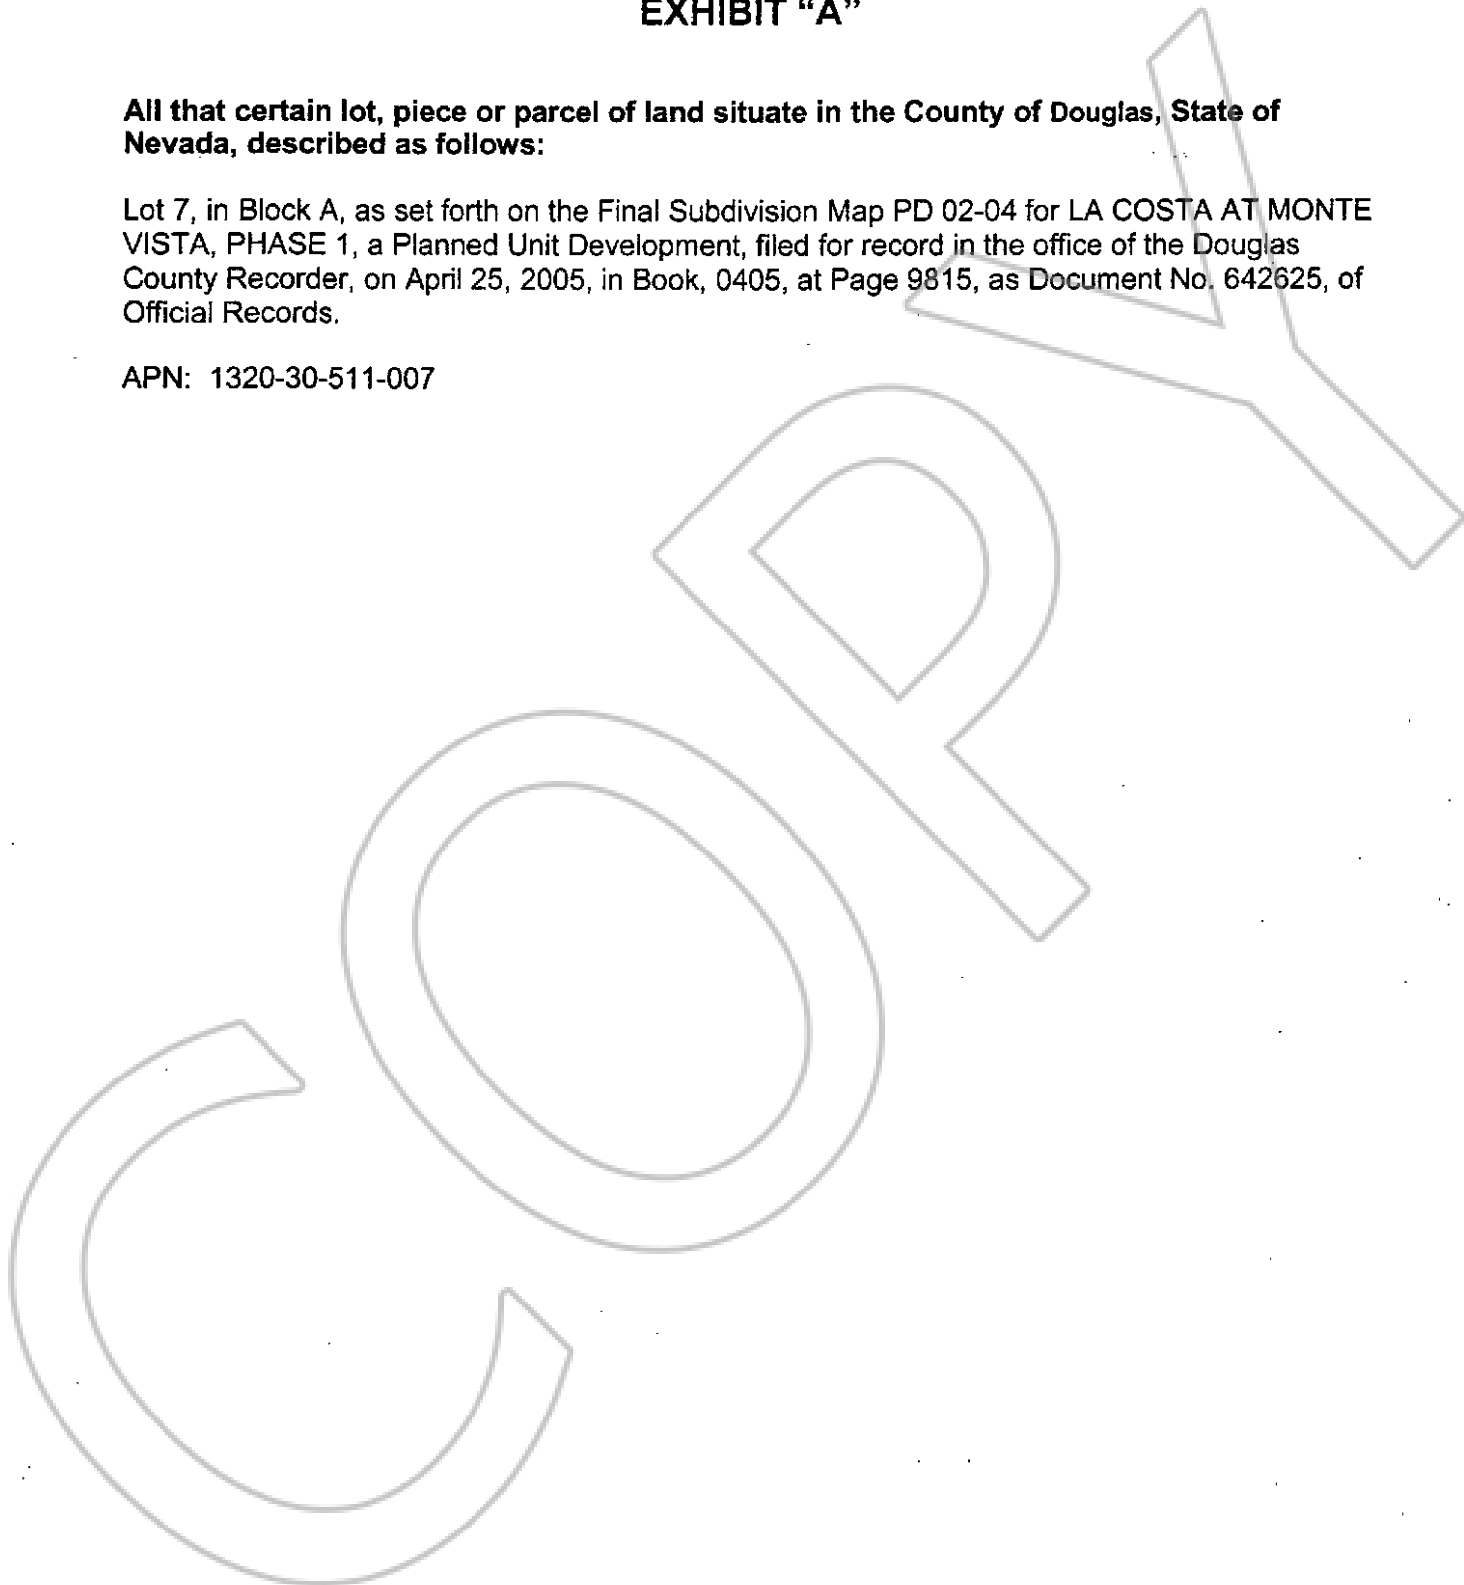 EXHIBIT “A”
All that certain lot, piece or parcel of land situate in the County of Douglas, State of
Nevada, described as follows:
Lot 7, in Block A, as set forth on the Final Subdivision Map PD 02-04 for LA COSTA AT MONTE
VISTA, PHASE 1, a Planned Unit Development, filed for record in the office of the Douglas
County Recorder, on April 25, 2005, in Book, 0405, at Page 9815, as Document No. 642625, of
Official Records.
APN: 1320-30-511-007
COPY